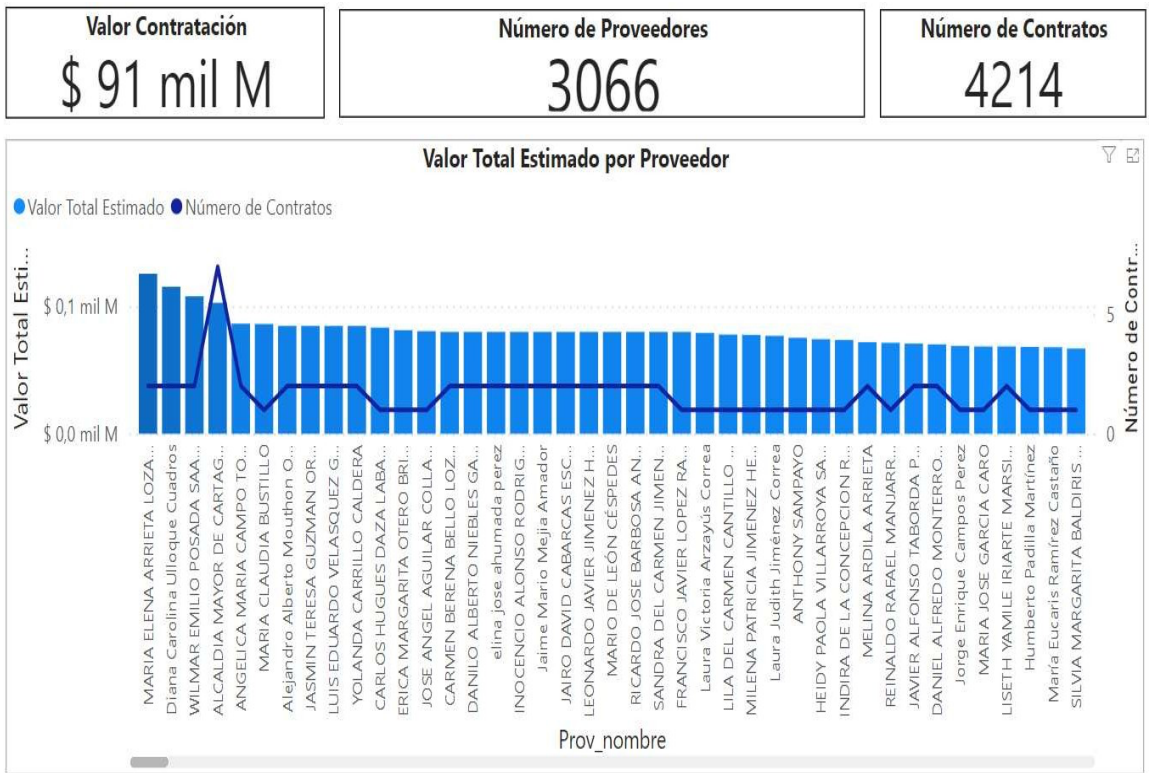 Valor Contratación
$ 91 mil M
Número de Proveedores
3066
Número de Contratos
4214
Valor Total Estimado por Proveedor
Valor Total Estimado
Número de Contratos
Valor Total Esti...
$ 0,1 mil M
$ 0,0 mil M
5
0
Número de Contr...
MARIA ELENA ARRIETA LOZA...
Diana Carolina Ulloque Cuadros
WILMAR EMILIO POSADA SAA...
ALCALDIA MAYOR DE CARTAG...
ANGELICA MARIA CAMPO TO...
MARIA CLAUDIA BUSTILLO
Alejandro Alberto Mouthon O...
JASMIN TERESA GUZMAN OR...
LUIS EDUARDO VELASQUEZ G...
YOLANDA CARRILLO CALDERA
CARLOS HUGUES DAZA LABA...
ERICA MARGARITA OTERO BRI...
JOSE ANGEL AGUILAR COLLA...
CARMEN BERENA BELLO LOZ...
DANILO ALBERTO NIEBLES GA...
elina jose ahumada perez
INOCENCIO ALONSO RODRIG...
Jaime Mario Mejia Amador
JAIRO DAVID CABARCAS ESC...
LEONARDO JAVIER JIMENEZ H...
MARIO DE LEÓN CÉSPEDES
RICARDO JOSE BARBOSA AN...
SANDRA DEL CARMEN JIMEN...
FRANCISCO JAVIER LOPEZ RA...
Laura Victoria Arzayús Correa
LILA DEL CARMEN CANTILLO ...
MILENA PATRICIA JIMENEZ HE...
Laura Judith Jiménez Correa
ANTHONY SAMPAYO
HEIDY PAOLA VILLARROYA SA...
INDIRA DE LA CONCEPCION R...
MELINA ARDILA ARRIETA
REINALDO RAFAEL MANJARR...
JAVIER ALFONSO TABORDA P...
DANIEL ALFREDO MONTERRO...
Jorge Enrique Campos Perez
MARIA JOSE GARCIA CARO
LISETH YAMILE IRIARTE MARSI...
Humberto Padilla Martínez
María Eucaris Ramírez Castaño
SILVIA MARGARITA BALDIRIS ...
Prov_nombre